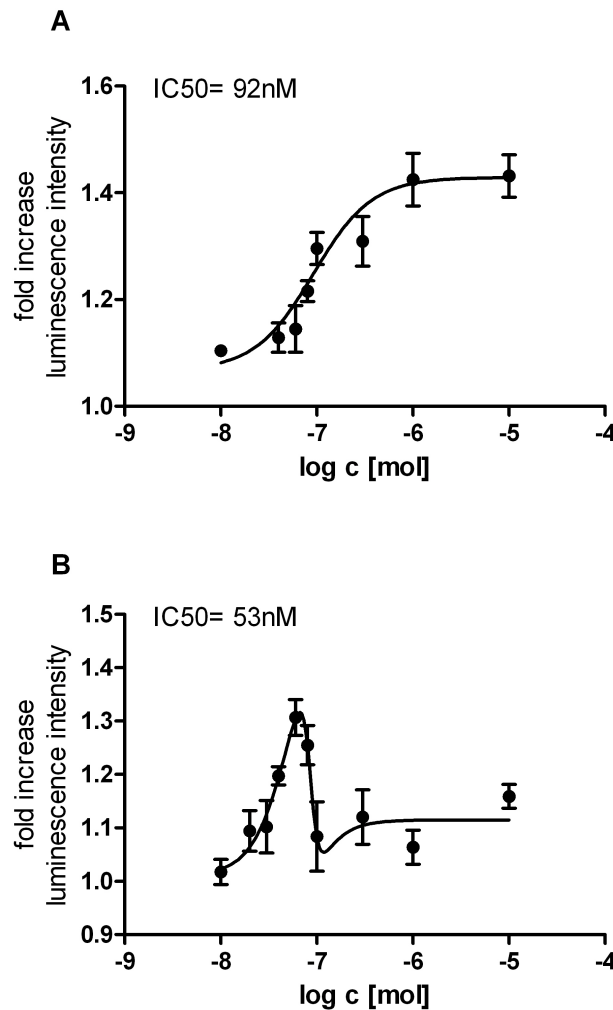 A
IC50= 92nM
fold increase
luminescence intensity
1.6
1.4
1.2
1.0
-9 -8 -7 -6 -5 -4
log c [mol]
B
IC50= 53nM
fold increase
luminescence intensity
1.5
1.4
1.3
1.2
1.1
1.0
0.9
-9 -8 -7 -6 -5 -4
log c [mol]